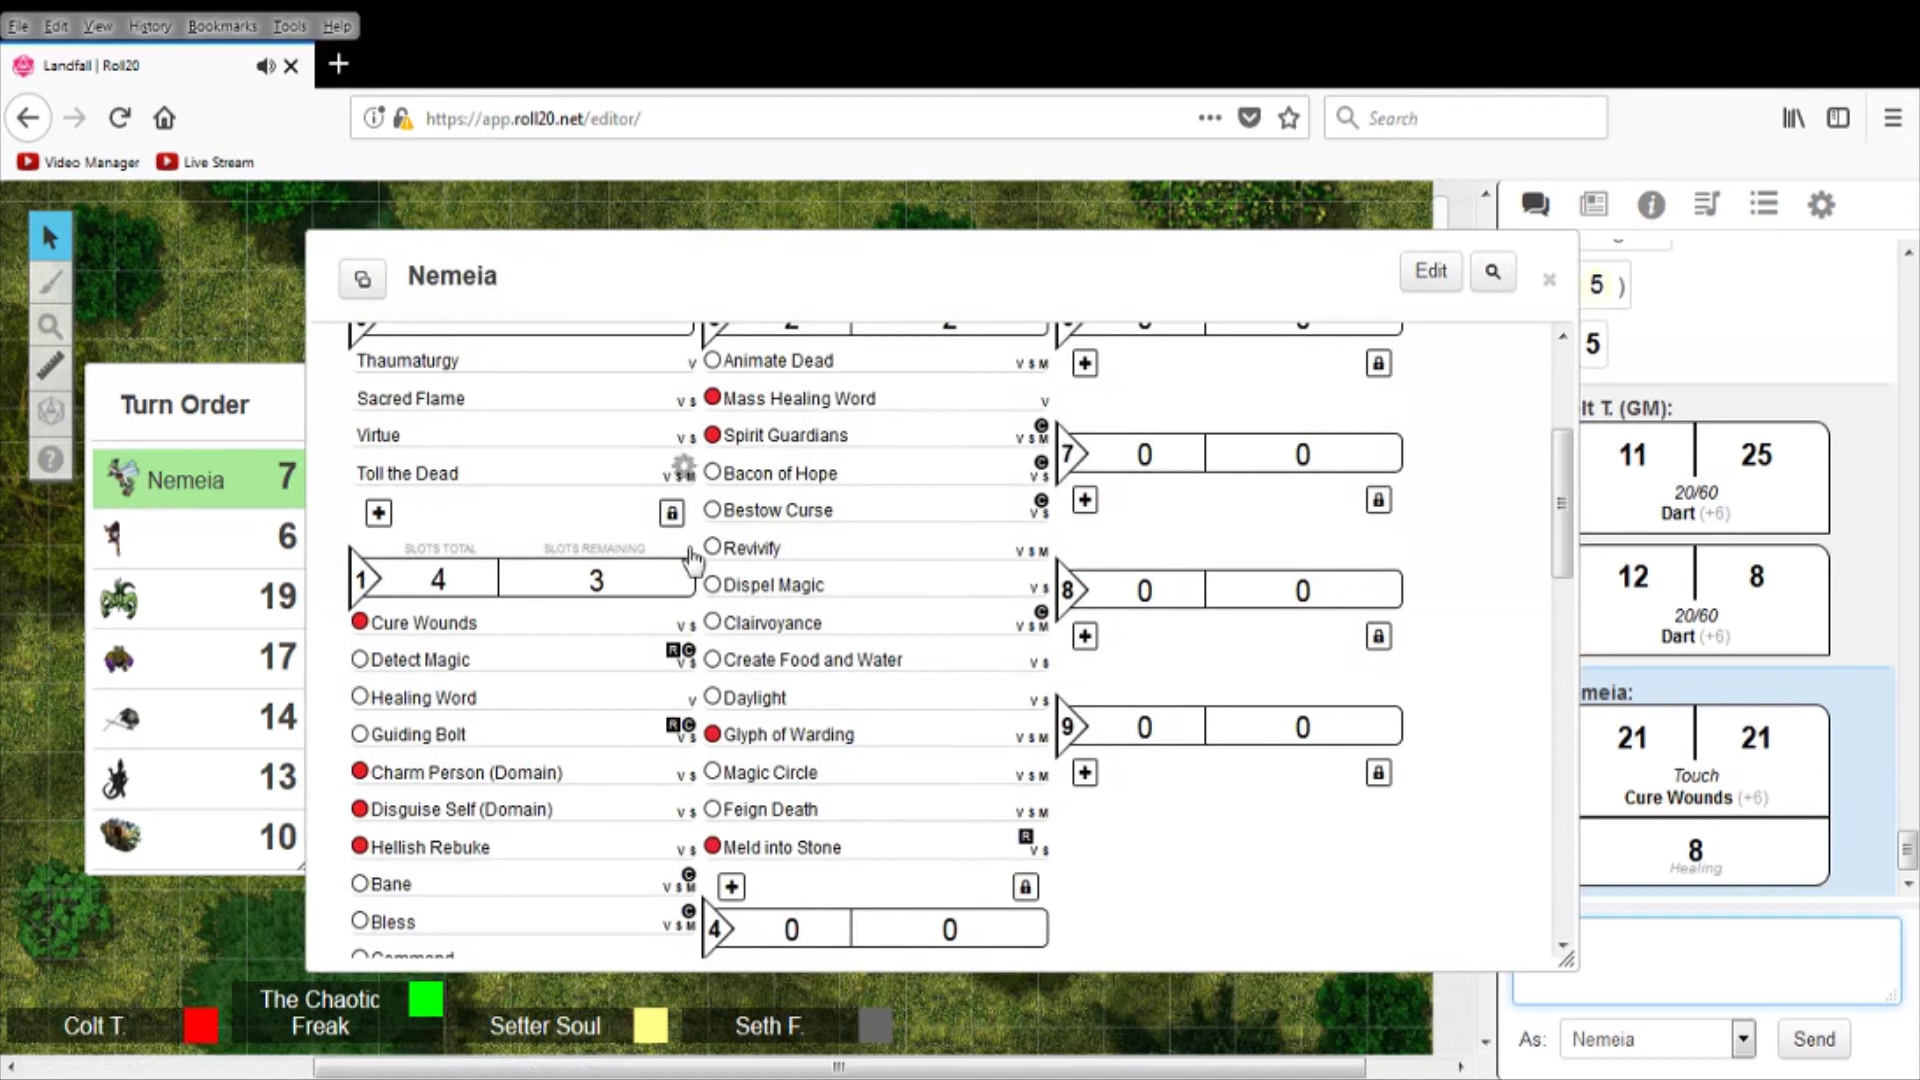 File Edit View History Bookmarks Tools Help
Landfall | Roll20
https://app.roll20.net/editor/
Search
Video Manager Live Stream
Turn Order
Nemeia 7
6
19
17
14
13
10
Nemeia
Edit
Thaumaturgy V
Sacred Flame V S
Virtue V S
Toll the Dead V S M
SLOTS TOTAL SLOTS REMAINING
1 4 3
Cure Wounds V S
Detect Magic R C V S
Healing Word V
Guiding Bolt R C V S
Charm Person (Domain) V S
Disguise Self (Domain) V S
Hellish Rebuke V S
Bane C V S M
Bless C V S M
Command
Animate Dead V S M
Mass Healing Word V
Spirit Guardians C V S M
Bacon of Hope C V S
Bestow Curse C V S
Revivify V S M
Dispel Magic V S
Clairvoyance C V S M
Create Food and Water V S
Daylight V S
Glyph of Warding V S M
Magic Circle V S M
Feign Death V S M
Meld into Stone R V S
4 0 0
7 0 0
8 0 0
9 0 0
5 )
5
lt T. (GM):
11 25
20/60
Dart (+6)
12 8
20/60
Dart (+6)
meia:
21 21
Touch
Cure Wounds (+6)
8
Healing
As: Nemeia Send
Colt T.
The Chaotic
Freak
Setter Soul
Seth F.